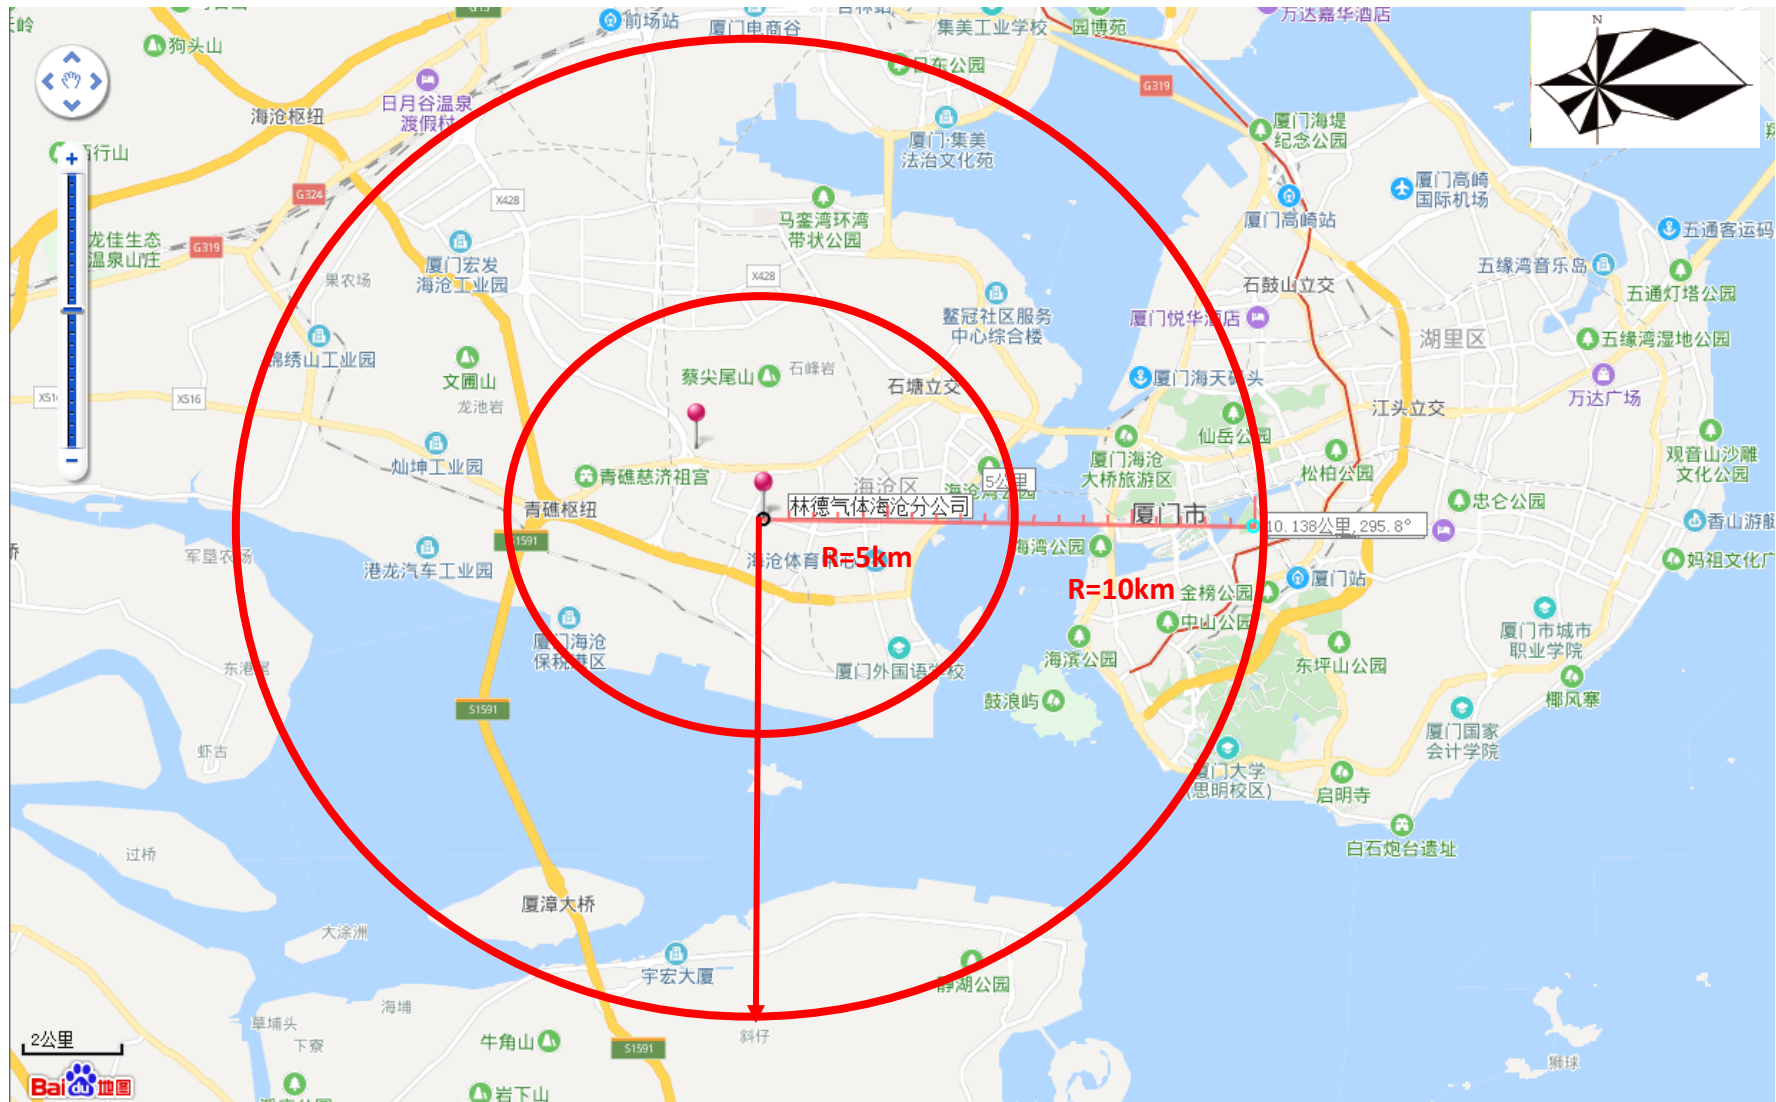 前场站
厦门电商谷
集美工业学校
园博苑
万达嘉华酒店
N
狗头山
日东公园
G319
日月谷温泉
渡假村
海沧枢纽
厦门·集美
法治文化苑
厦门海堤
纪念公园
G324
X428
厦门高崎
国际机场
马銮湾环湾
带状公园
厦门高崎站
五通客运码
龙佳生态
温泉山庄
G319
厦门宏发
海沧工业园
果农场
X428
石鼓山立交
五缘湾音乐岛
五通灯塔公园
鳌冠社区服务
中心综合楼
厦门悦华酒店
湖里区
五缘湾湿地公园
锦绣山工业园
文圃山
蔡尖尾山
石峰岩
石塘立交
厦门海天码头
万达广场
X516
龙池岩
江头立交
仙岳公园
灿坤工业园
青礁慈济祖宫
海沧区
5公里
厦门海沧
大桥旅游区
松柏公园
观音山沙雕
文化公园
青礁枢纽
林德气体海沧分公司
厦门市
忠仑公园
10.138公里,295.8°
香山游艇
S1591
军垦农场
港龙汽车工业园
海沧体育中心
R=5km
海湾公园
R=10km
金榜公园
厦门站
妈祖文化广
厦门海沧
保税港区
中山公园
厦门市城市
职业学院
东港尾
厦门外国语学校
海滨公园
东坪山公园
鼓浪屿
椰风寨
S1591
虾古
厦门国家
会计学院
厦门大学
(思明校区)
启明寺
过桥
白石炮台遗址
厦漳大桥
大涂洲
宇宏大厦
静湖公园
海埔
草埔头
下寮
牛角山
S1591
斜仔
2公里
狮球
Bai du 地图
岩下山